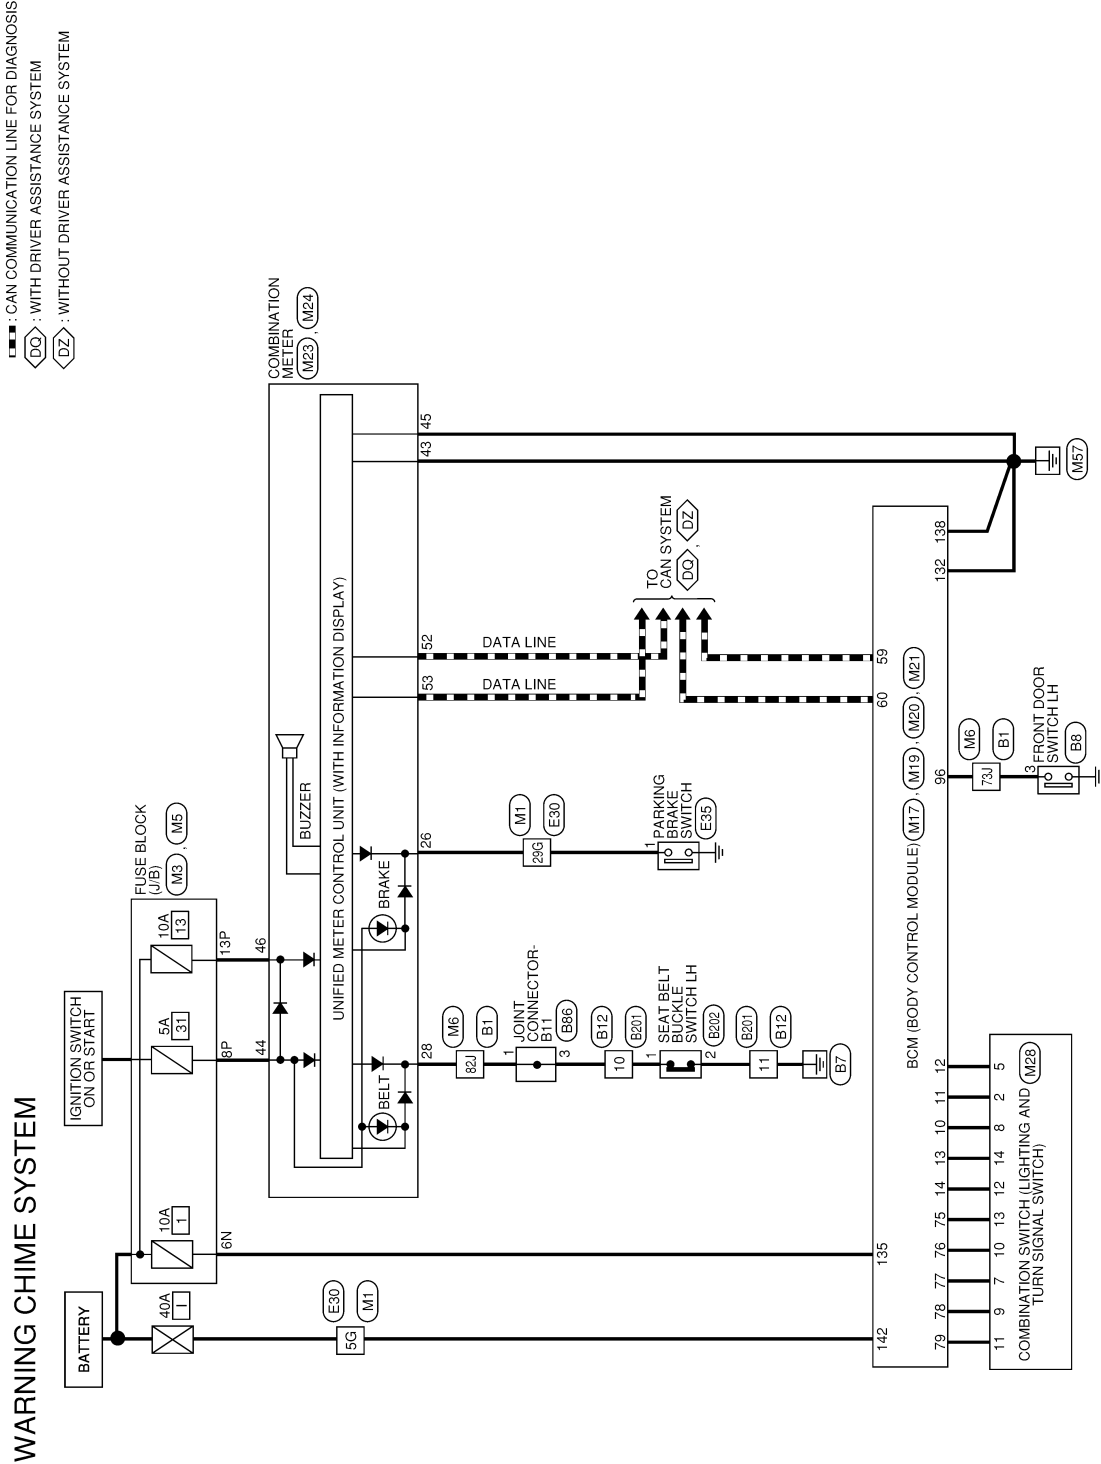 WARNING CHIME SYSTEM
: CAN COMMUNICATION LINE FOR DIAGNOSIS
DQ : WITH DRIVER ASSISTANCE SYSTEM
DZ : WITHOUT DRIVER ASSISTANCE SYSTEM
BATTERY
IGNITION SWITCH
ON OR START
40A
I
10A
1
5A
31
10A
13
FUSE BLOCK
(J/B)
M3 , M5
6N
8P
13P
44
46
E30
M1
5G
COMBINATION
METER
M23 , M24
BUZZER
UNIFIED METER CONTROL UNIT (WITH INFORMATION DISPLAY)
BELT
BRAKE
28
26
53
52
43
45
DATA LINE
DATA LINE
M6
B1
82J
1
JOINT
CONNECTOR-
B11
B86
3
B12
B201
10
1
SEAT BELT
BUCKLE
SWITCH LH
B202
2
B201
B12
11
B7
M1
E30
29G
1
PARKING
BRAKE
SWITCH
E35
TO
CAN SYSTEM
DQ , DZ
M57
142
135
60
59
BCM (BODY CONTROL MODULE)
M17 , M19 , M20 , M21
79
78
77
76
75
14
13
10
11
12
96
132
138
11
9
7
10
13
12
14
8
2
5
COMBINATION SWITCH (LIGHTING AND
TURN SIGNAL SWITCH)
M28
M6
B1
73J
3
FRONT DOOR
SWITCH LH
B8